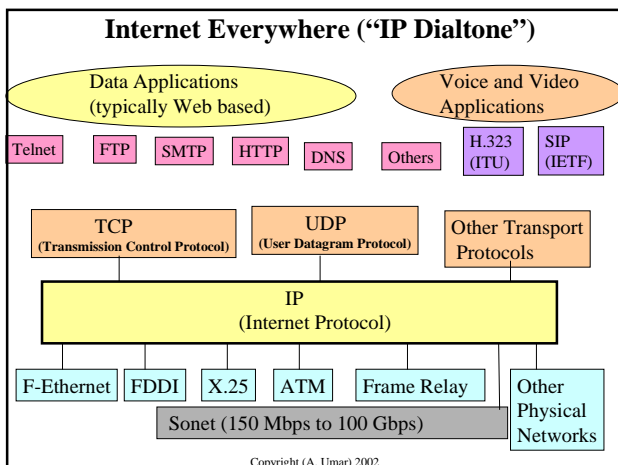 Internet Everywhere (“IP Dialtone”)
Data Applications
(typically Web based)
Voice and Video
Applications
Telnet
FTP
SMTP
HTTP
DNS
Others
H.323
(ITU)
SIP
(IETF)
TCP
(Transmission Control Protocol)
UDP
(User Datagram Protocol)
Other Transport
Protocols
IP
(Internet Protocol)
F-Ethernet
FDDI
X.25
ATM
Frame Relay
Other
Physical
Networks
Sonet (150 Mbps to 100 Gbps)
Copyright (A. Umar) 2002